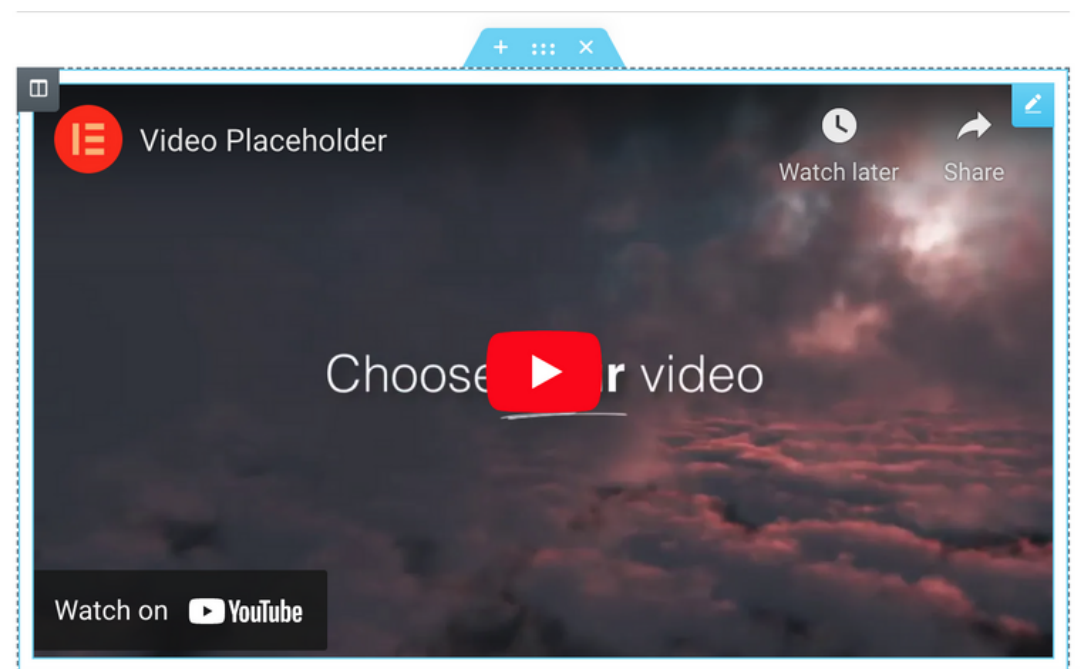 Video Placeholder
Watch later
Share
Choose video
Watch on YouTube